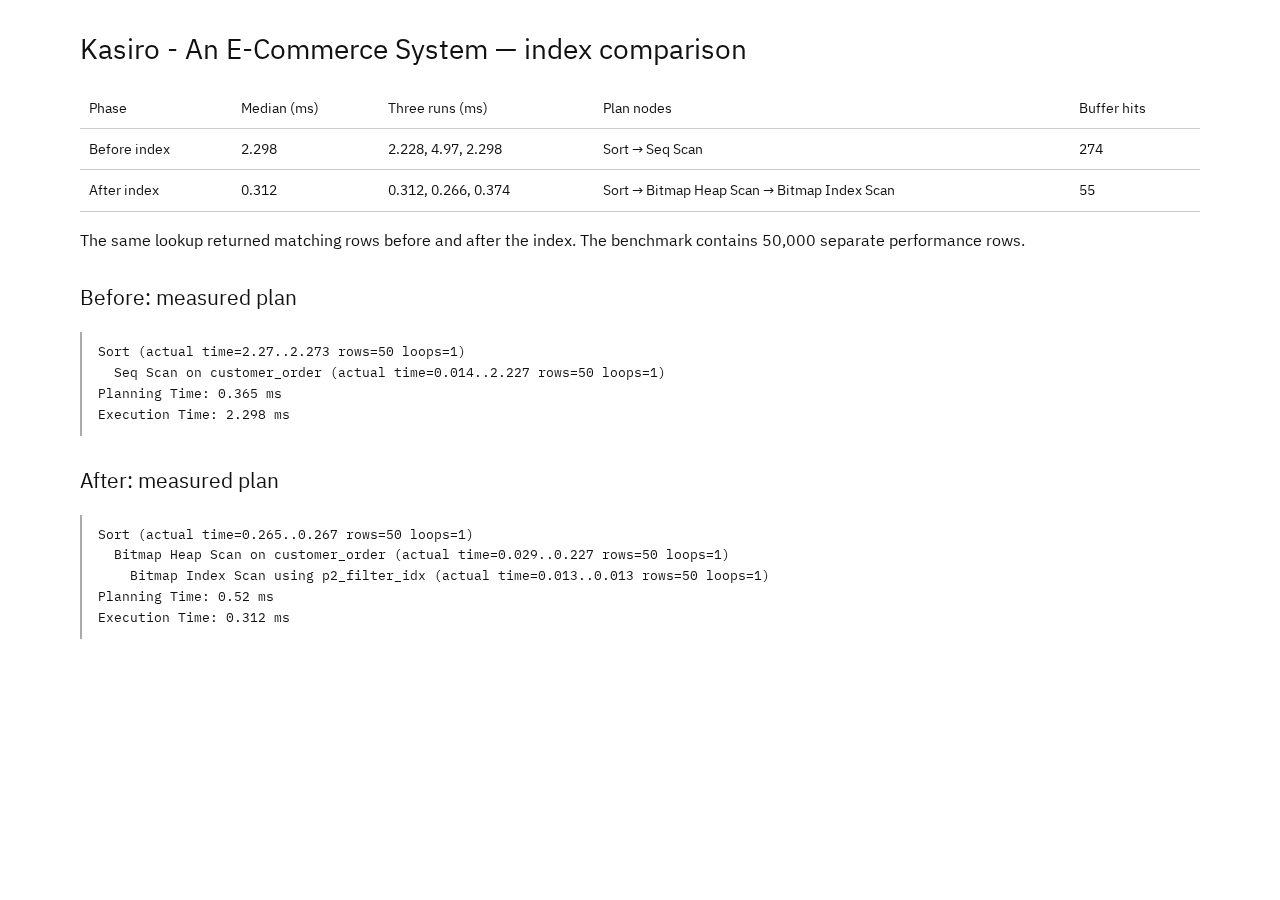 Kasiro - An E-Commerce System — index comparison
Phase Median (ms) Three runs (ms) Plan nodes Buffer hits
Before index 2.298 2.228, 4.97, 2.298 Sort → Seq Scan 274
After index 0.312 0.312, 0.266, 0.374 Sort → Bitmap Heap Scan → Bitmap Index Scan 55
The same lookup returned matching rows before and after the index. The benchmark contains 50,000 separate performance rows.
Before: measured plan
Sort (actual time=2.27..2.273 rows=50 loops=1)
  Seq Scan on customer_order (actual time=0.014..2.227 rows=50 loops=1)
Planning Time: 0.365 ms
Execution Time: 2.298 ms
After: measured plan
Sort (actual time=0.265..0.267 rows=50 loops=1)
  Bitmap Heap Scan on customer_order (actual time=0.029..0.227 rows=50 loops=1)
    Bitmap Index Scan using p2_filter_idx (actual time=0.013..0.013 rows=50 loops=1)
Planning Time: 0.52 ms
Execution Time: 0.312 ms